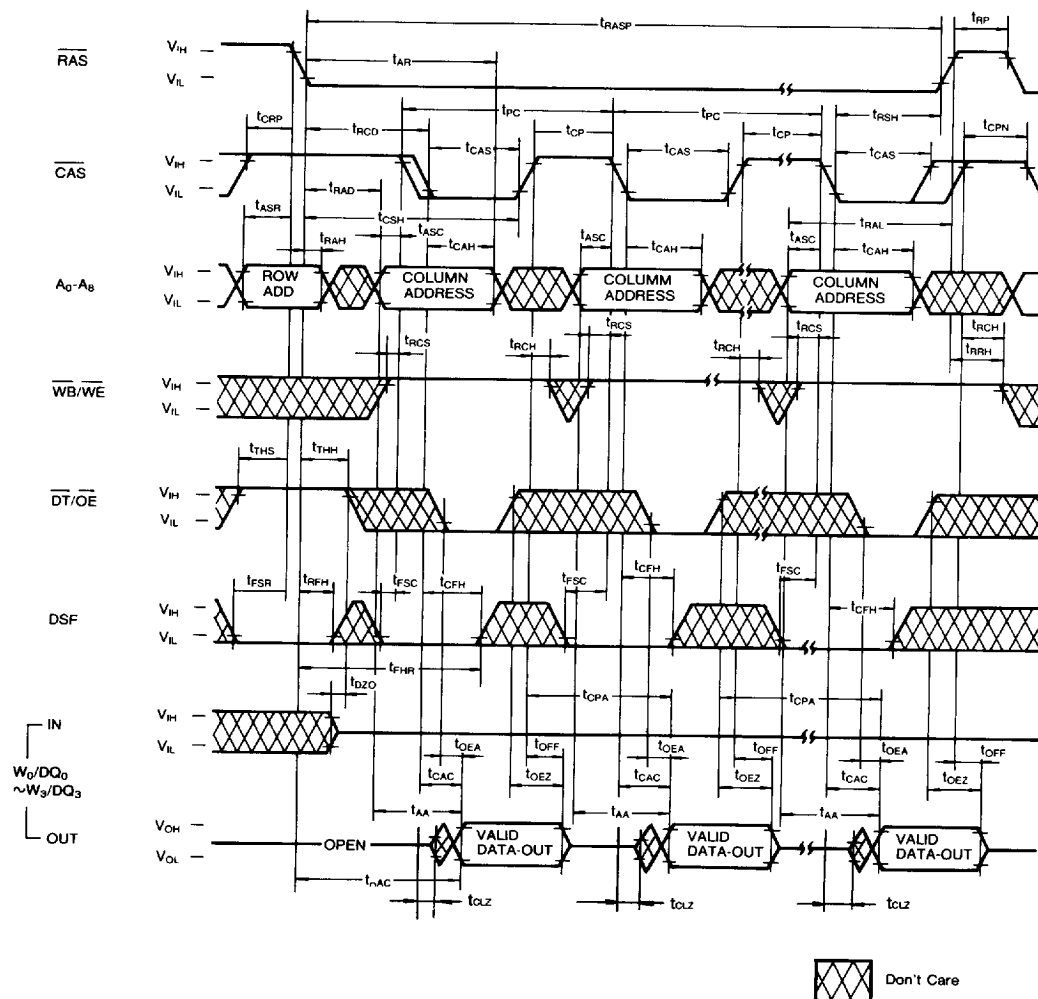 tRASP
tRP
RAS
VIH
VIL
tAR
tPC
tPC
tRSH
tCRP
tRCD
tCP
tCP
tCPN
tCAS
tCAS
tCAS
CAS
VIH
VIL
tRAD
tASR
tCSH
tRAL
tRAH
tASC
tCAH
tASC
tCAH
tASC
tCAH
A0-A8
VIH
VIL
ROW ADD
COLUMN ADDRESS
COLUMM ADDRESS
COLUMN ADDRESS
tRCS
tRCH
tRCS
tRCH
tRCS
tRCH
tRRH
WB/WE
VIH
VIL
tTHS
tTHH
DT/OE
VIH
VIL
tFSR
tRFH
tFSC
tCFH
tFSC
tCFH
tFSC
tCFH
DSF
VIH
VIL
tFHR
tDZO
tCPA
tCPA
IN
VIH
VIL
W0/DQ0
~W3/DQ3
tOEA
tOFF
tOEA
tOFF
tOEA
tOFF
tCAC
tOEZ
tCAC
tOEZ
tCAC
tOEZ
tAA
tAA
tAA
OUT
VOH
VOL
OPEN
VALID DATA-OUT
VALID DATA-OUT
VALID DATA-OUT
tRAC
tCLZ
tCLZ
tCLZ
Don't Care